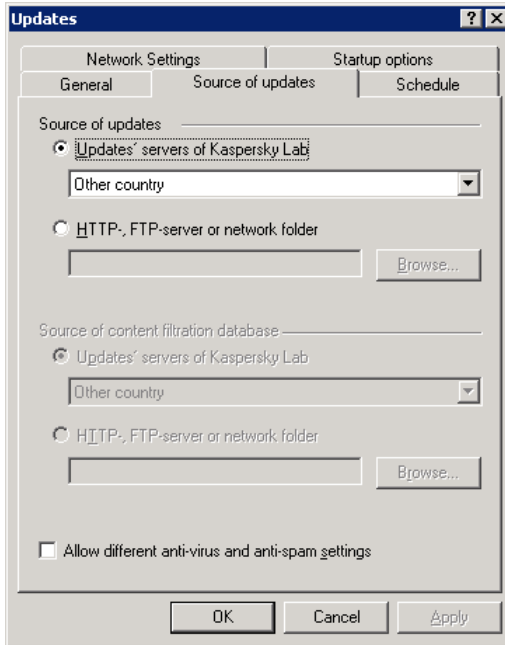 Updates
Network Settings Startup options
General Source of updates Schedule
Source of updates
Updates' servers of Kaspersky Lab
Other country
HTTP-, FTP-server or network folder
Browse...
Source of content filtration database
Updates' servers of Kaspersky Lab
Other country
HTTP-, FTP-server or network folder
Browse...
Allow different anti-virus and anti-spam settings
OK Cancel Apply